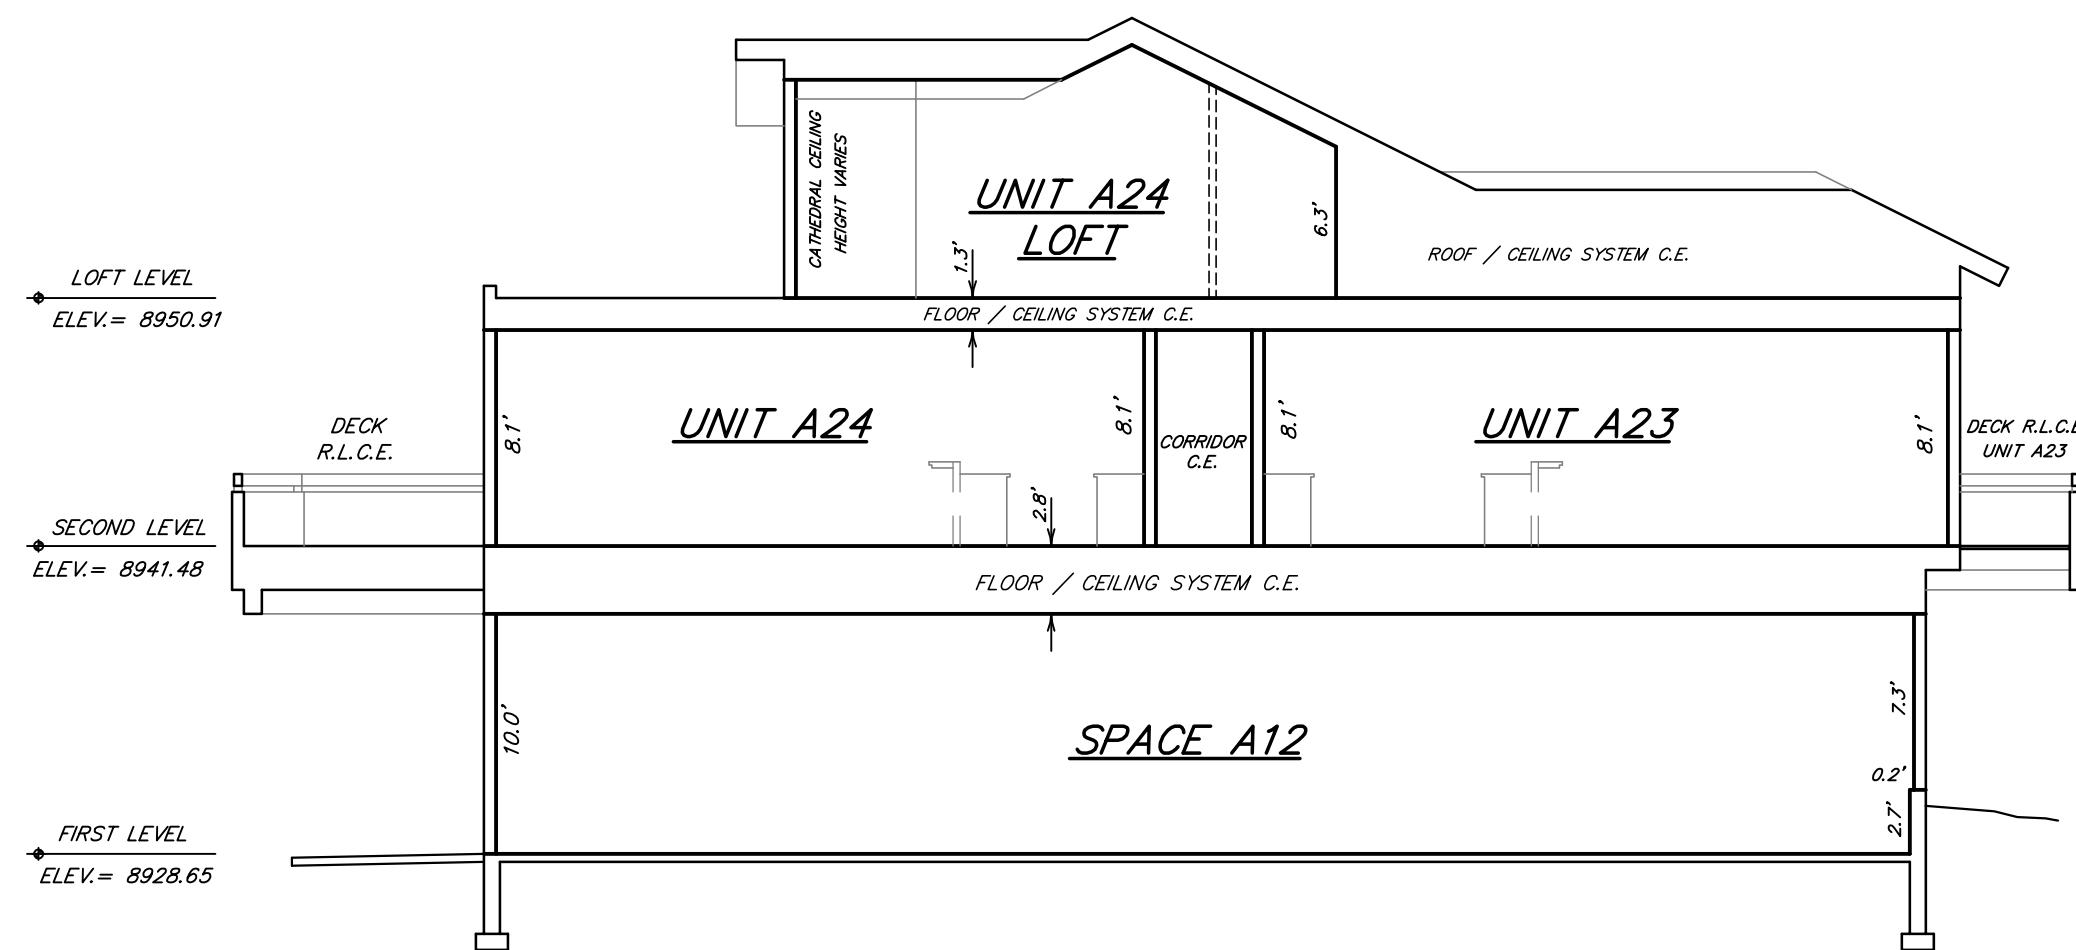 CATHEDRAL CEILING
HEIGHT VARIES
UNIT A24
LOFT
6.3'
1.3'
ROOF / CEILING SYSTEM C.E.
LOFT LEVEL
ELEV.= 8950.91
FLOOR / CEILING SYSTEM C.E.
DECK
R.L.C.E.
8.1'
UNIT A24
8.1'
CORRIDOR
C.E.
8.1'
UNIT A23
8.1'
DECK R.L.C.E
UNIT A23
2.8'
SECOND LEVEL
ELEV.= 8941.48
FLOOR / CEILING SYSTEM C.E.
10.0'
SPACE A12
7.3'
0.2'
2.7'
FIRST LEVEL
ELEV.= 8928.65